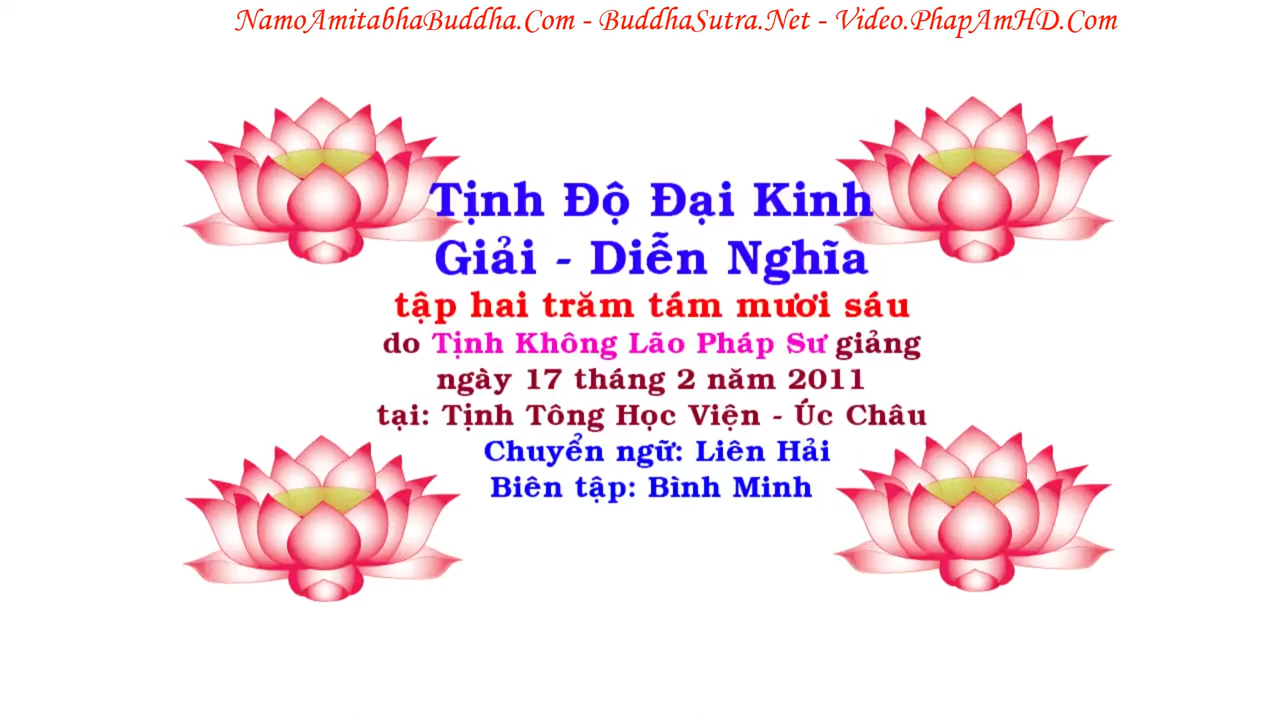 NamoAmitabhaBuddha.Com - BuddhaSutra.Net - Video.PhapAmHD.Com
Tịnh Độ Đại Kinh
Giải - Diễn Nghĩa
tập hai trăm tám mươi sáu
do Tịnh Không Lão Pháp Sư giảng
ngày 17 tháng 2 năm 2011
tại: Tịnh Tông Học Viện - Úc Châu
Chuyển ngữ: Liên Hải
Biên tập: Bình Minh